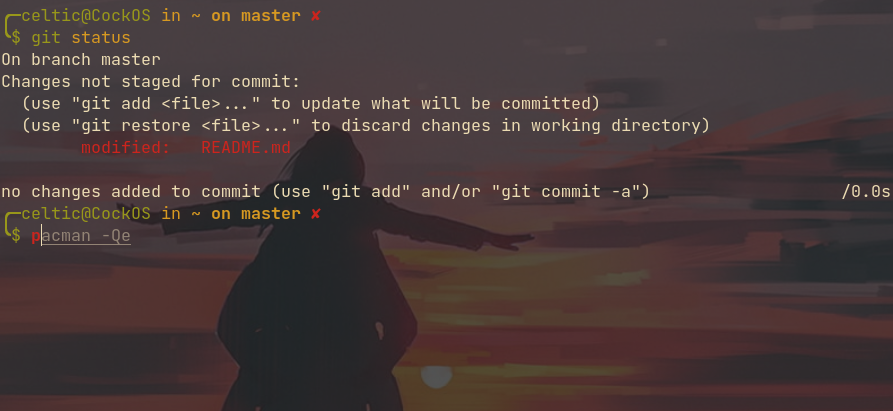 celtic@CockOS in ~ on master ✘
$ git status
On branch master
Changes not staged for commit:
(use "git add <file>..." to update what will be committed)
(use "git restore <file>..." to discard changes in working directory)
modified: README.md
no changes added to commit (use "git add" and/or "git commit -a") /0.0s
celtic@CockOS in ~ on master ✘
$ pacman -Qe